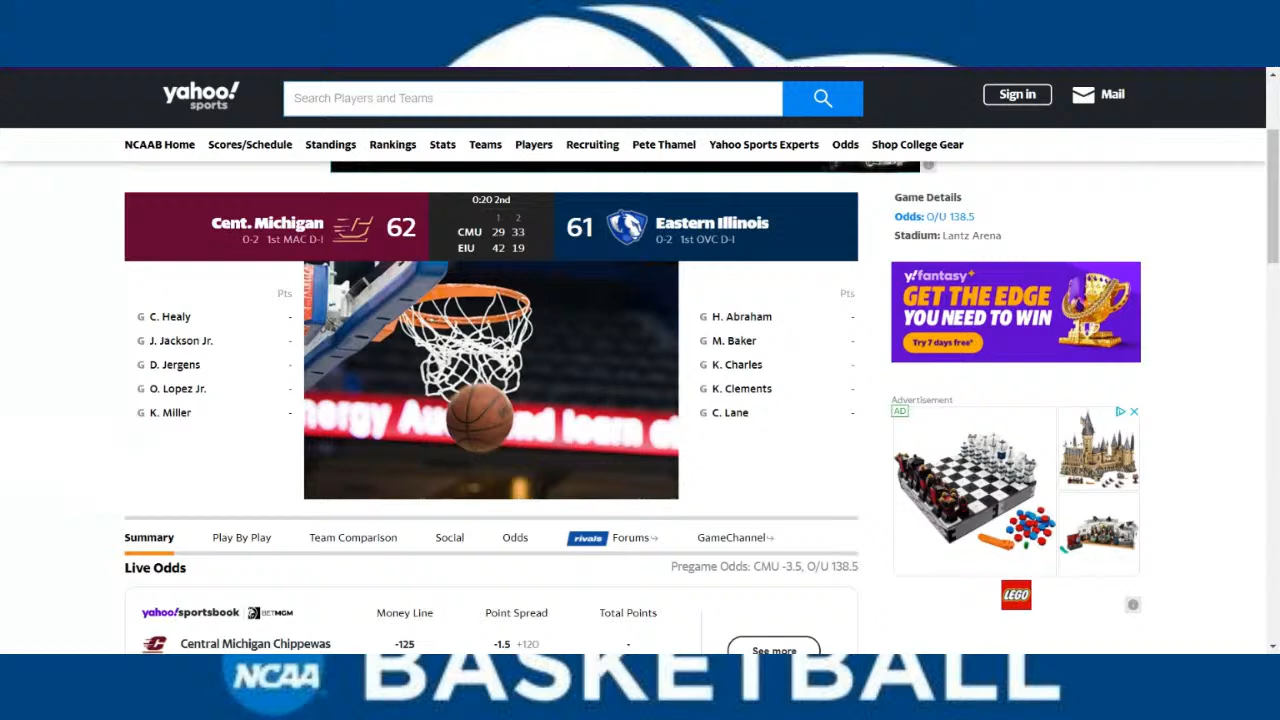 yahoo!
sports
Search Players and Teams
Sign in
Mail
NCAAB Home Scores/Schedule Standings Rankings Stats Teams Players Recruiting Pete Thamel Yahoo Sports Experts Odds Shop College Gear
Cent. Michigan
0-2 1st MAC D-I
62
0:20 2nd
1 2
CMU 29 33
EIU 42 19
61
Eastern Illinois
0-2 1st OVC D-I
Game Details
Odds: O/U 138.5
Stadium: Lantz Arena
Pts
G C. Healy -
G J. Jackson Jr. -
G D. Jergens -
G O. Lopez Jr. -
G K. Miller -
Pts
G H. Abraham -
G M. Baker -
G K. Charles -
G K. Clements -
G C. Lane -
y!fantasy+
GET THE EDGE
YOU NEED TO WIN
Try 7 days free*
Advertisement
AD
LEGO
Summary Play By Play Team Comparison Social Odds rivals Forums GameChannel
Live Odds
Pregame Odds: CMU -3.5, O/U 138.5
yahoo!sportsbook BETMGM Money Line Point Spread Total Points
Central Michigan Chippewas -125 -1.5 +120 -
See more
NCAA BASKETBALL